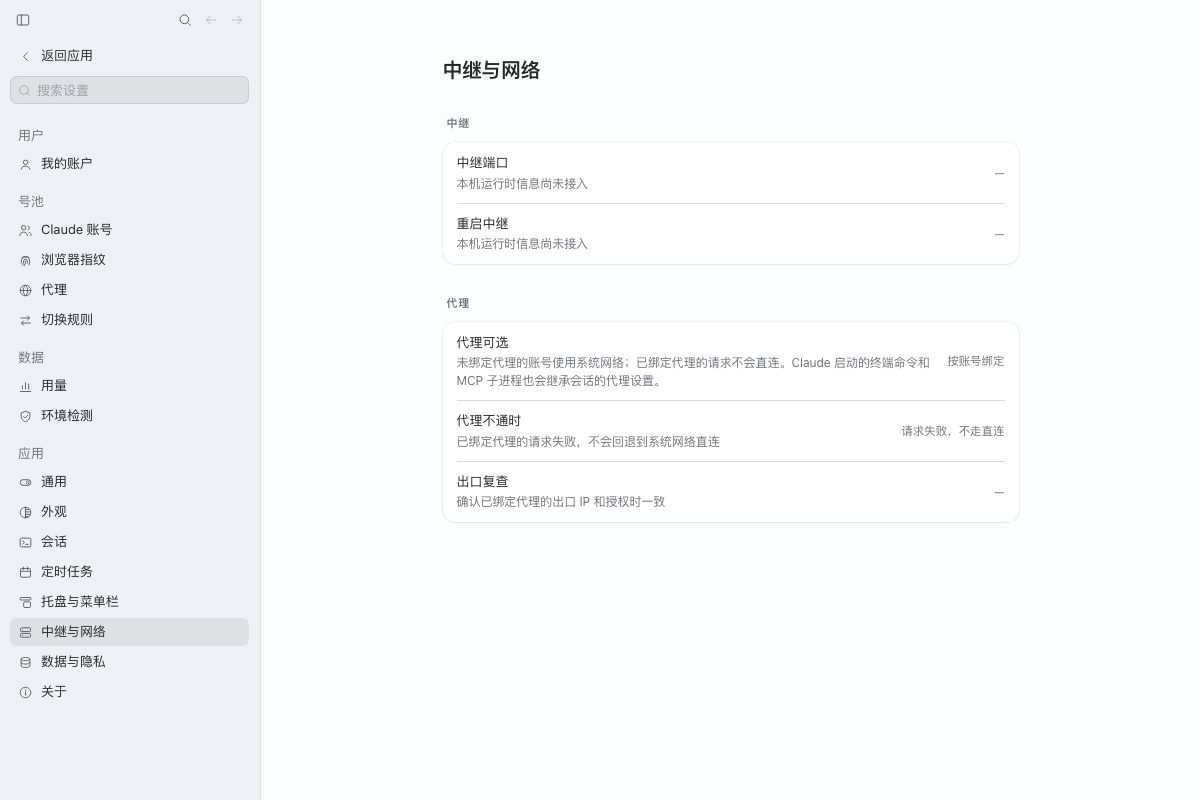 返回应用
搜索设置
用户
我的账户
号池
Claude 账号
浏览器指纹
代理
切换规则
数据
用量
环境检测
应用
通用
外观
会话
定时任务
托盘与菜单栏
中继与网络
数据与隐私
关于
中继与网络
中继
中继端口
本机运行时信息尚未接入
—
重启中继
本机运行时信息尚未接入
—
代理
代理可选
未绑定代理的账号使用系统网络；已绑定代理的请求不会直连。Claude 启动的终端命令和
MCP 子进程也会继承会话的代理设置。
按账号绑定
代理不通时
已绑定代理的请求失败，不会回退到系统网络直连
请求失败，不走直连
出口复查
确认已绑定代理的出口 IP 和授权时一致
—